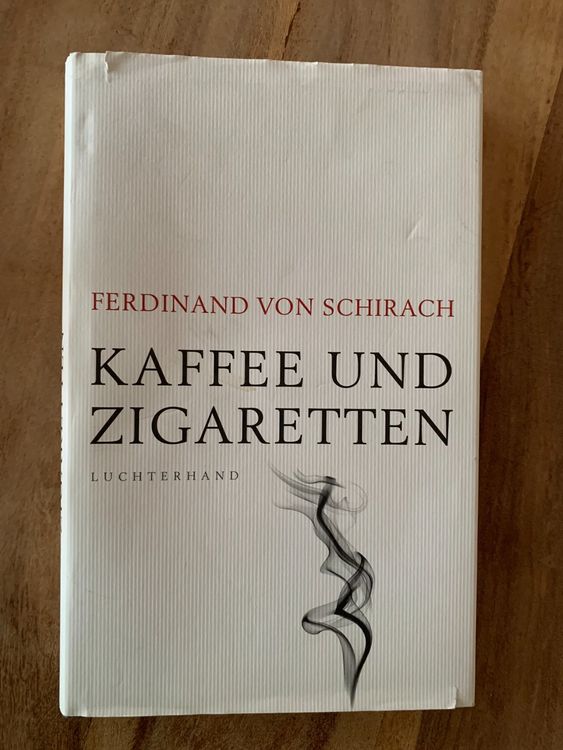 FERDINAND VON SCHIRACH
KAFFEE UND
ZIGARETTEN
LUCHTERHAND